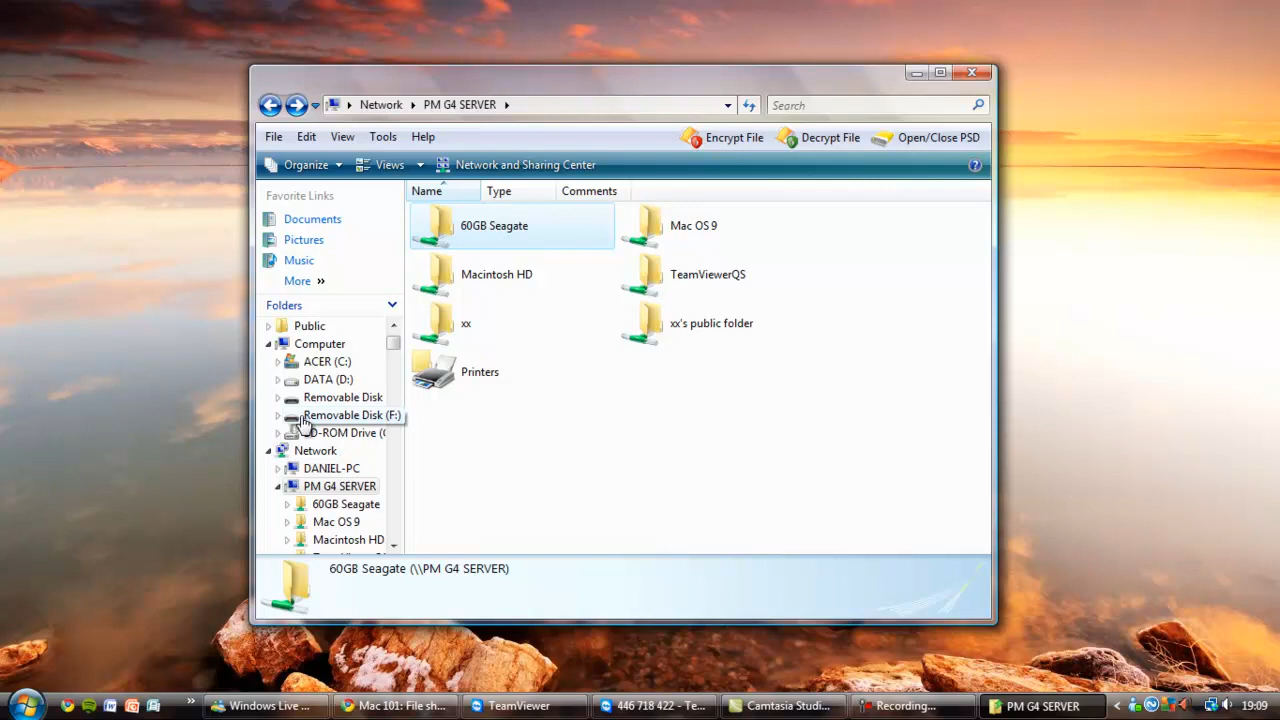 Network PM G4 SERVER Search
File Edit View Tools Help Encrypt File Decrypt File Open/Close PSD
Organize Views Network and Sharing Center
Favorite Links
Documents
Pictures
Music
More »
Folders
Public
Computer
ACER (C:)
DATA (D:)
Removable Disk
Removable Disk (F:)
D-ROM Drive (
Network
DANIEL-PC
PM G4 SERVER
60GB Seagate
Mac OS 9
Macintosh HD
Name Type Comments
60GB Seagate Mac OS 9
Macintosh HD TeamViewerQS
xx xx's public folder
Printers
60GB Seagate (\\PM G4 SERVER)
Windows Live ... Mac 101: File sh... TeamViewer 446 718 422 - Te... Camtasia Studi... Recording... PM G4 SERVER 19:09